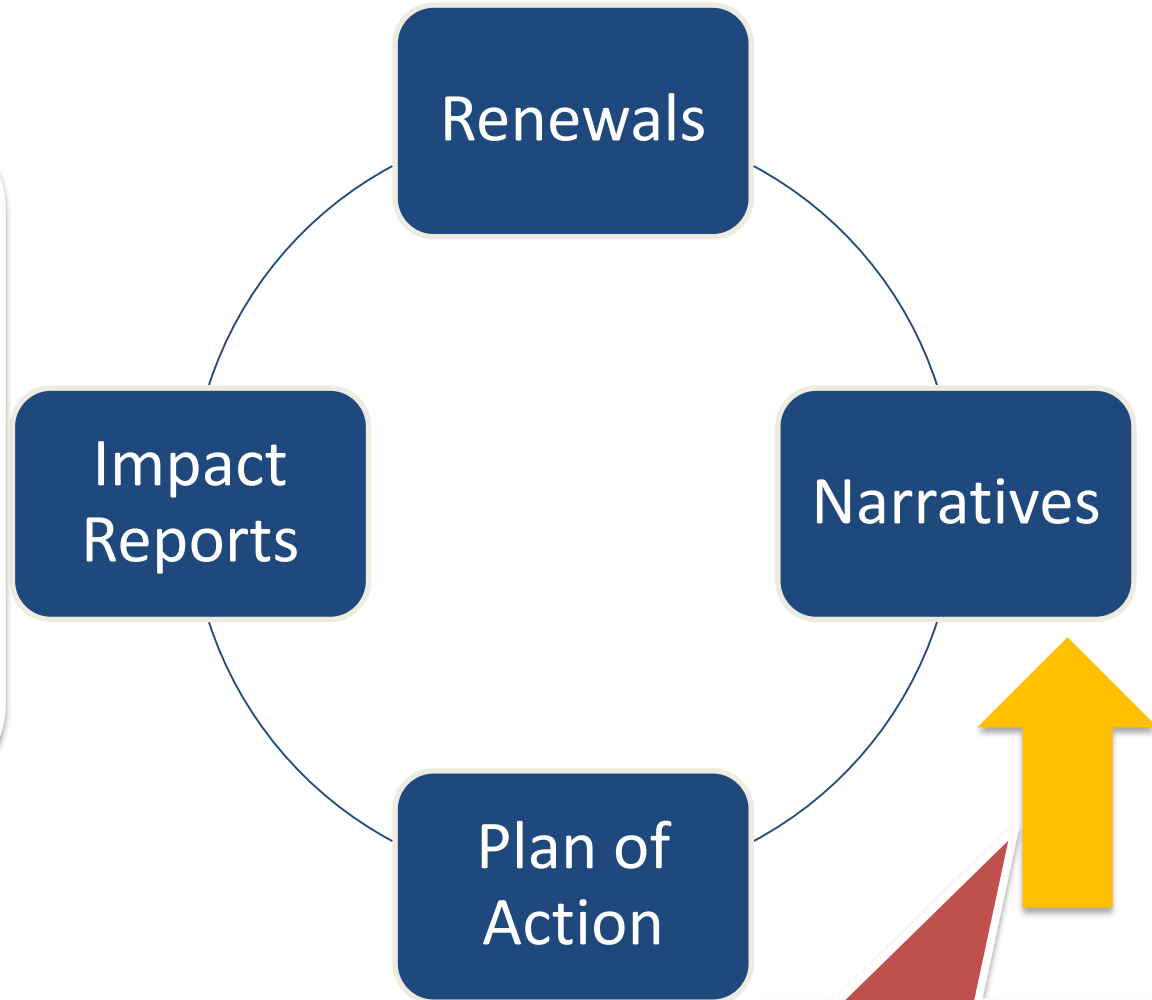 Renewals
Impact
Reports
Narratives
Plan of
Action